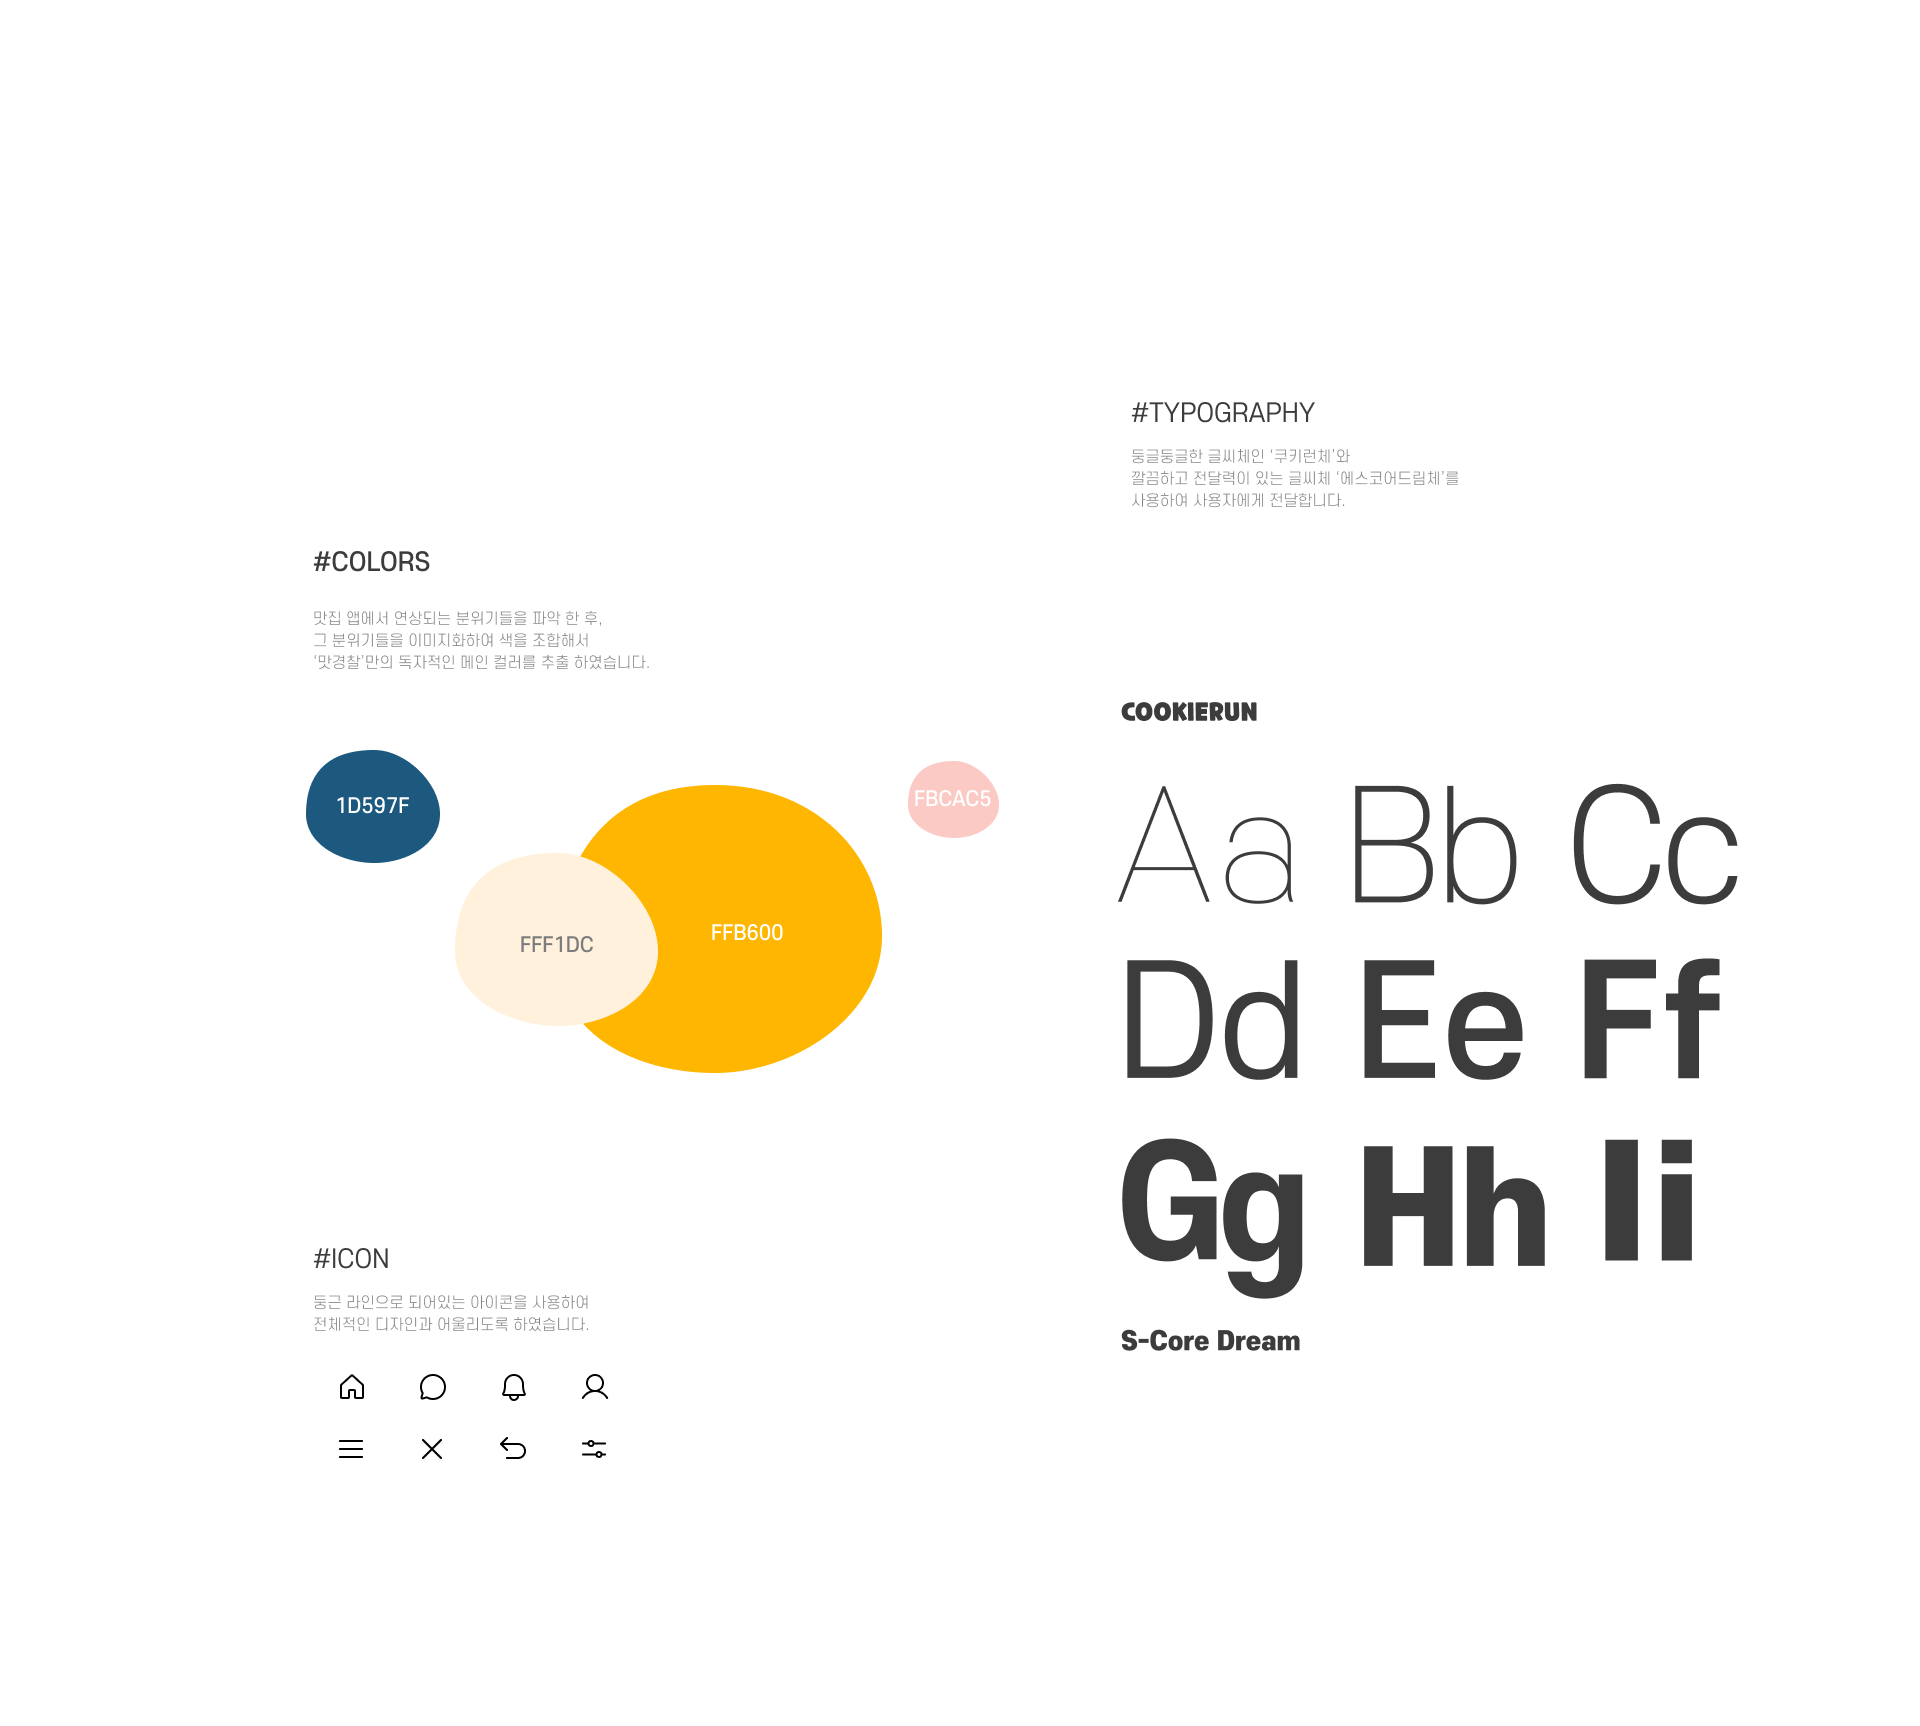 #COLORS
맛집 앱에서 연상되는 분위기들을 파악 한 후,
그 분위기들을 이미지화하여 색을 조합해서
‘맛경찰’만의 독자적인 메인 컬러를 추출 하였습니다.
1D597F
FFF1DC
FFB600
FBCAC5
#ICON
둥근 라인으로 되어있는 아이콘을 사용하여
전체적인 디자인과 어울리도록 하였습니다.
#TYPOGRAPHY
둥글둥글한 글씨체인 ‘쿠키런체’와
깔끔하고 전달력이 있는 글씨체 ‘에스코어드림체’를
사용하여 사용자에게 전달합니다.
COOKIERUN
Aa Bb Cc
Dd Ee Ff
Gg Hh Ii
S-Core Dream